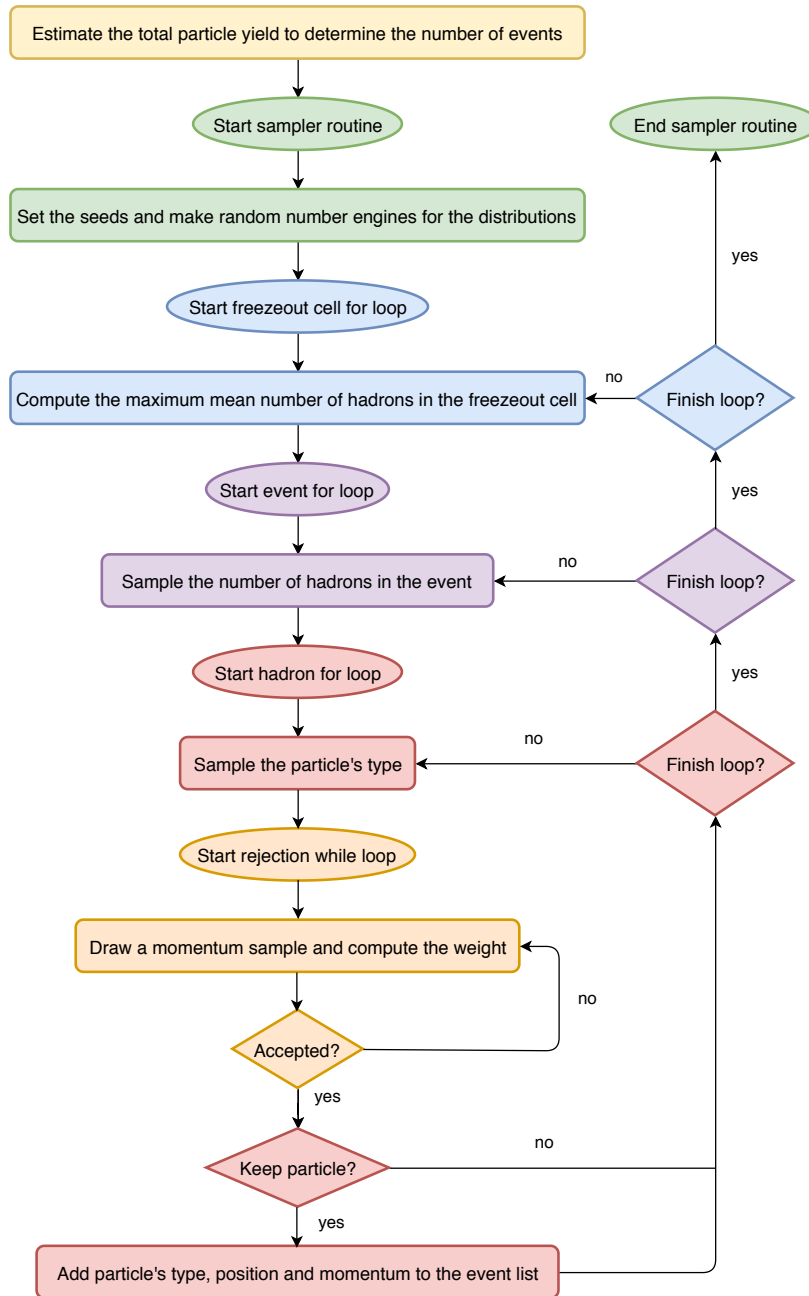 Estimate the total particle yield to determine the number of events
Start sampler routine
End sampler routine
Set the seeds and make random number engines for the distributions
yes
Start freezeout cell for loop
no
Compute the maximum mean number of hadrons in the freezeout cell
Finish loop?
Start event for loop
yes
no
Sample the number of hadrons in the event
Finish loop?
Start hadron for loop
yes
no
Sample the particle's type
Finish loop?
Start rejection while loop
Draw a momentum sample and compute the weight
no
Accepted?
yes
no
Keep particle?
yes
Add particle's type, position and momentum to the event list